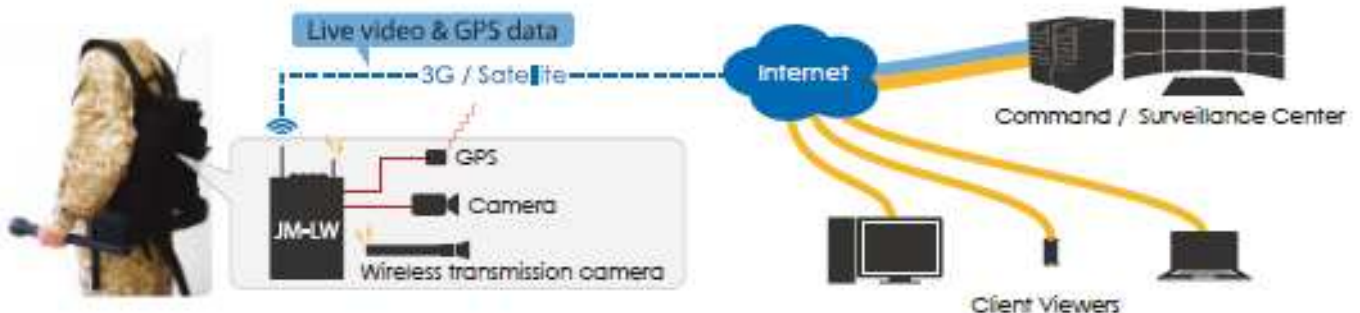 Live video & GPS data
3G / Satellite
Internet
Command / Surveillance Center
GPS
Camera
JM-LW
Wireless transmission camera
Client Viewers